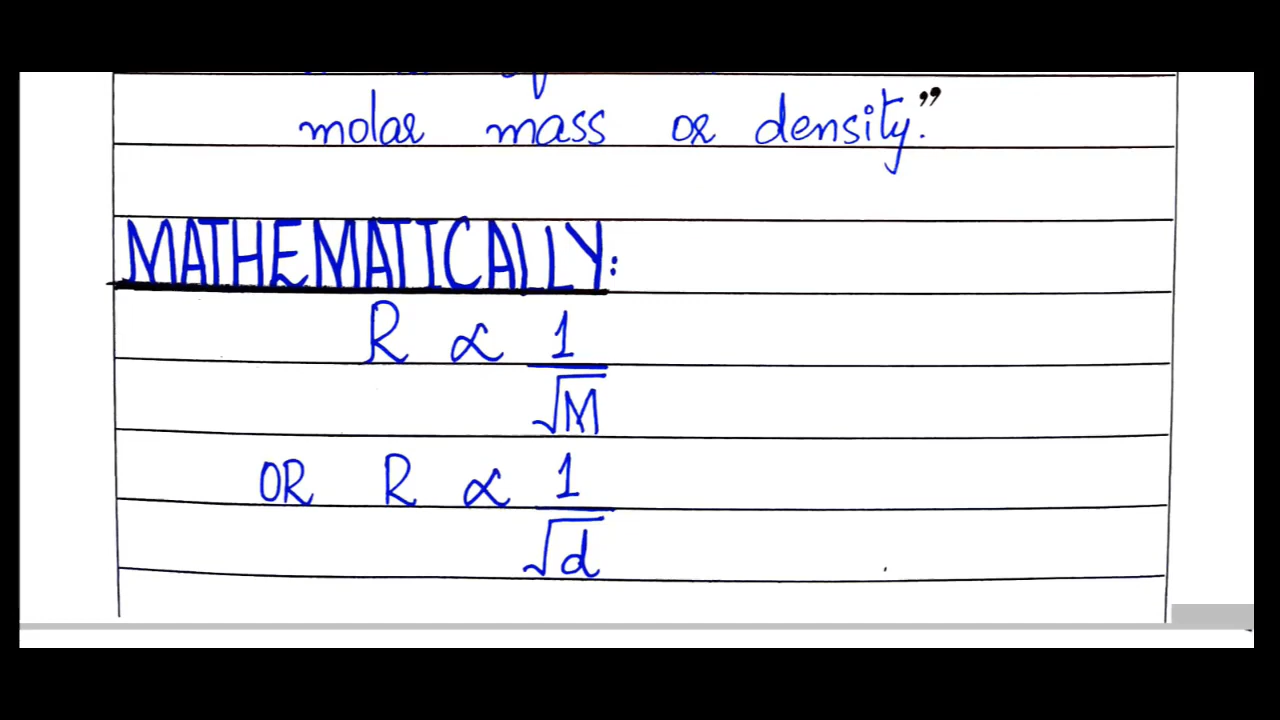 molar mass or density.”
MATHEMATICALLY:
R ∝ 1/√M
OR R ∝ 1/√d